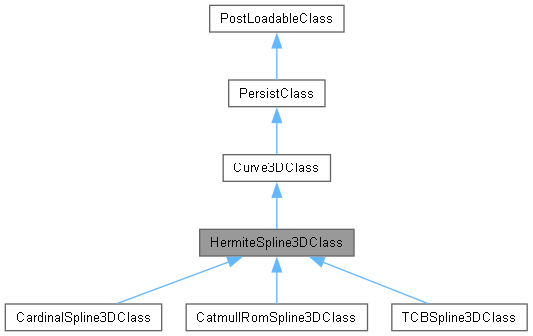 PostLoadableClass
PersistClass
Curve3DClass
HermiteSpline3DClass
CardinalSpline3DClass
CatmullRomSpline3DClass
TCBSpline3DClass